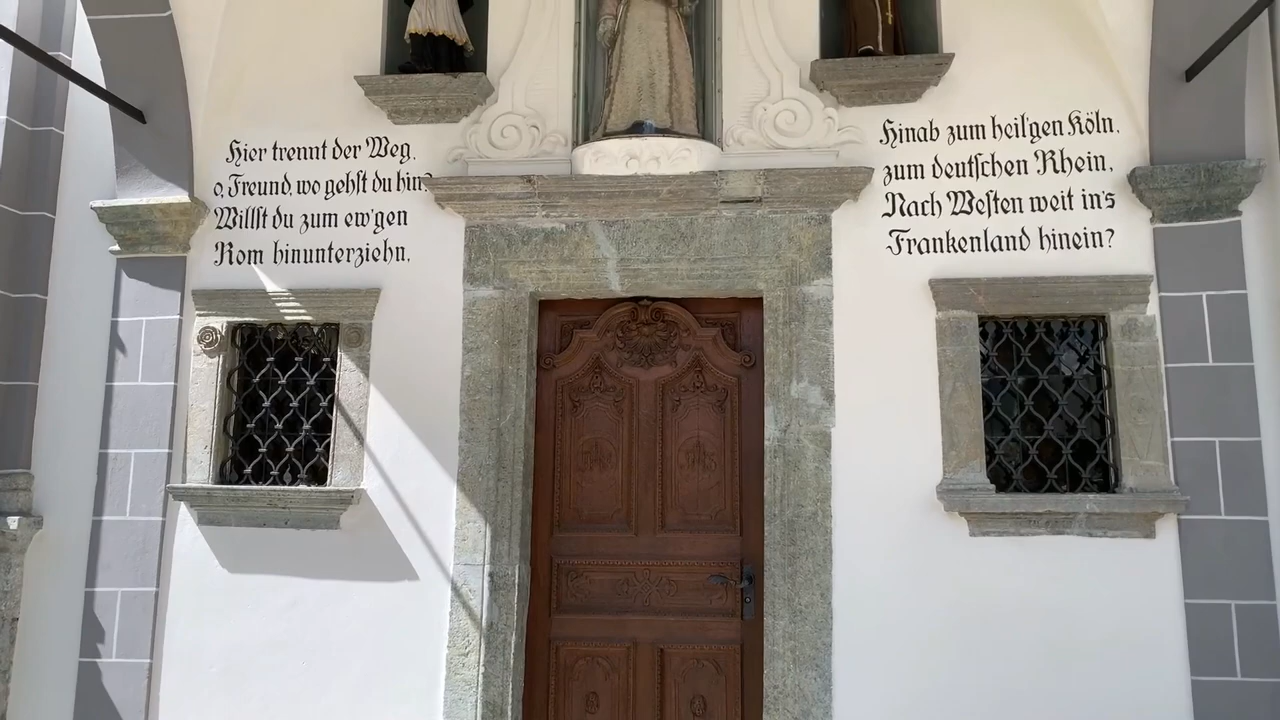 Hier trennt der Weg.
o, Freund, wo gehst du hin?
Willst du zum ew'gen
Rom hinunterziehn,
Hinab zum heil'gen Köln,
zum deutschen Rhein,
Nach Westen weit in's
Frankenland hinein?